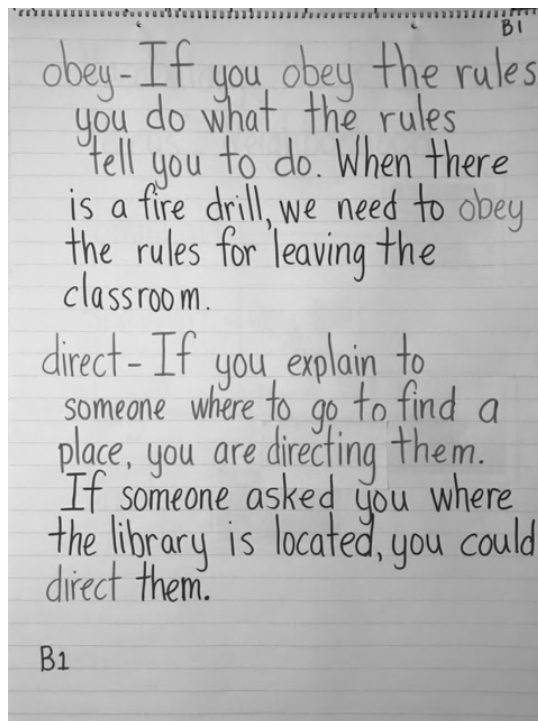 B1
obey - If you obey the rules
you do what the rules
tell you to do. When there
is a fire drill, we need to obey
the rules for leaving the
classroom.
direct - If you explain to
someone where to go to find a
place, you are directing them.
If someone asked you where
the library is located, you could
direct them.
B1